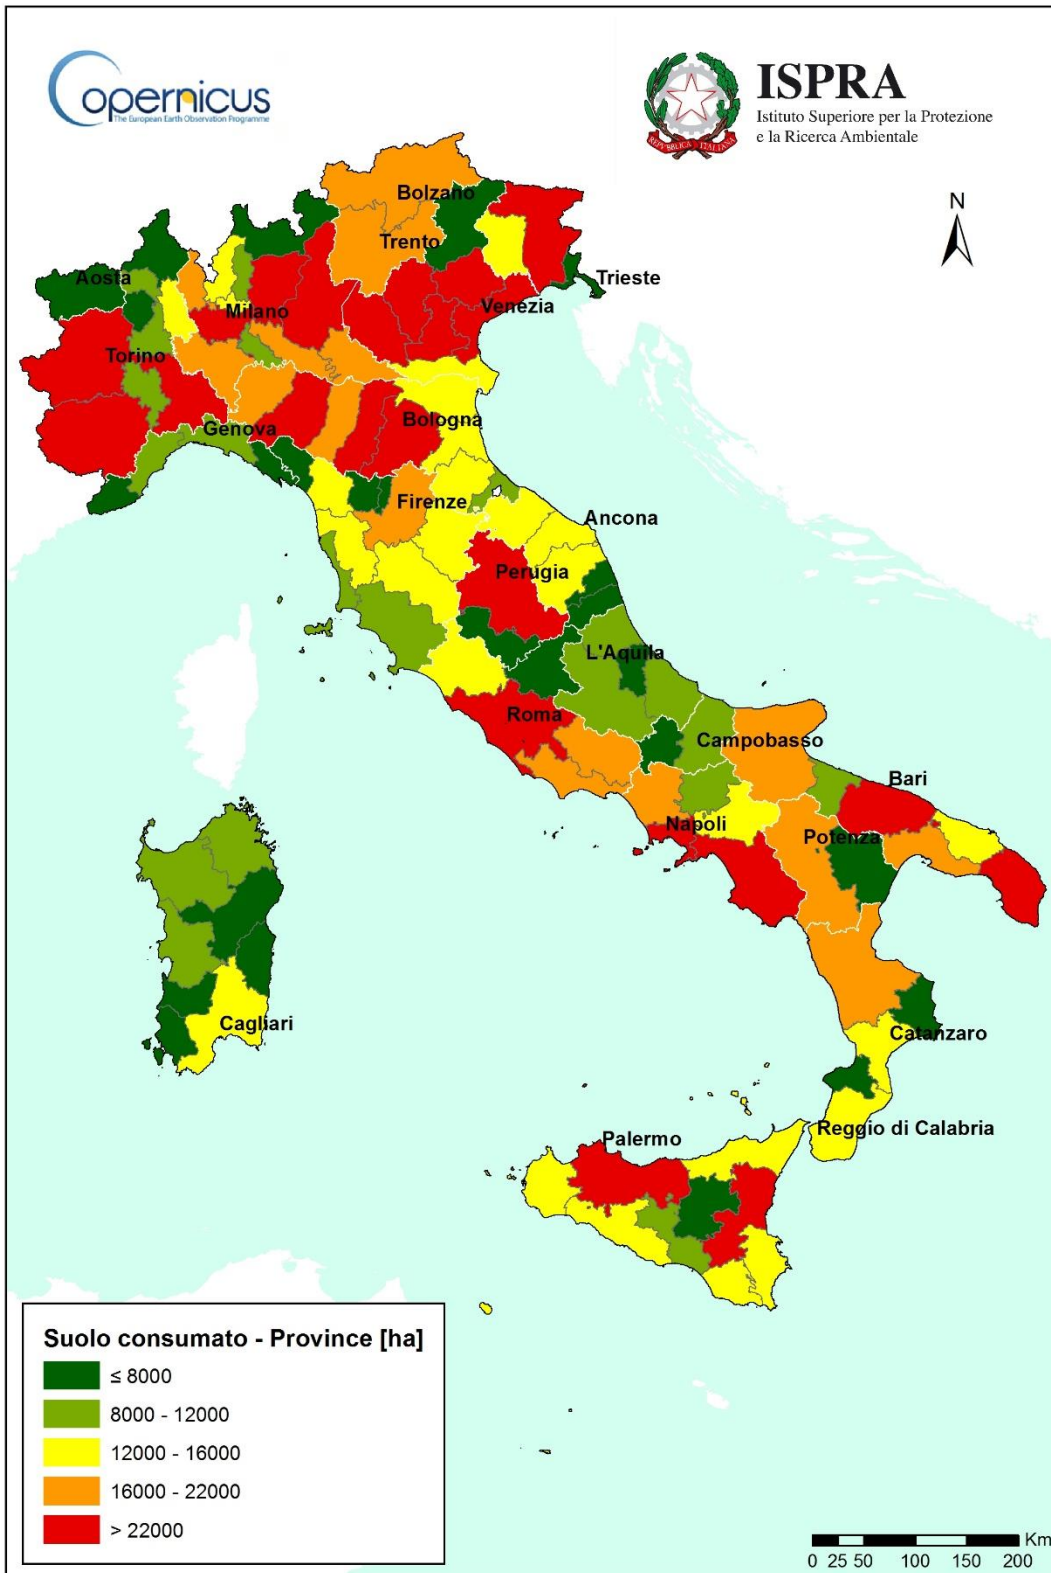 Copernicus
The European Earth Observation Programme
REPVBBLICA ITALIANA
ISPRA
Istituto Superiore per la Protezione
e la Ricerca Ambientale
N
Bolzano
Trento
Aosta
Trieste
Venezia
Milano
Torino
Bologna
Genova
Firenze
Ancona
Perugia
L'Aquila
Roma
Campobasso
Bari
Napoli
Potenza
Cagliari
Catanzaro
Reggio di Calabria
Palermo
Suolo consumato - Province [ha]
≤ 8000
8000 - 12000
12000 - 16000
16000 - 22000
> 22000
Km
0 25 50 100 150 200